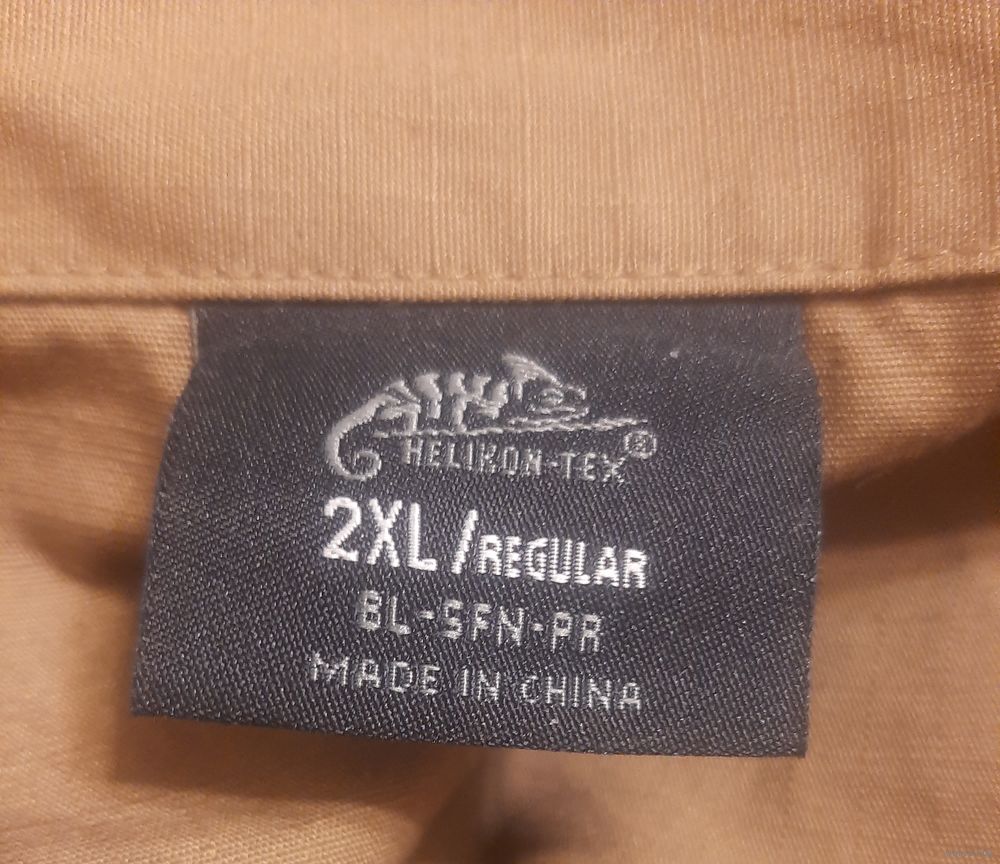 HELIKON-TEX®
2XL/REGULAR
BL-SFN-PR
MADE IN CHINA